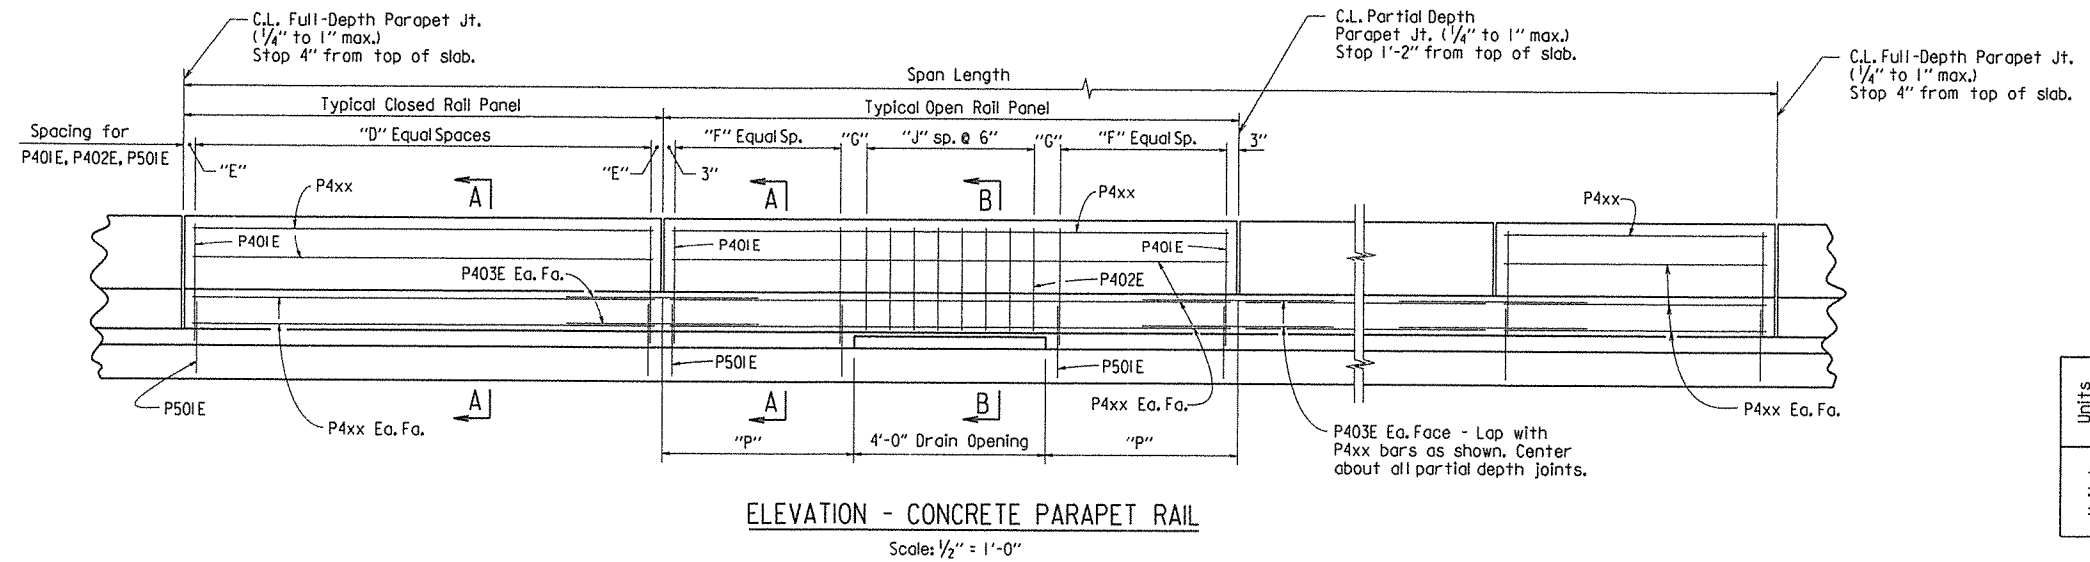 C.L. Full-Depth Parapet Jt.
(1/4" to 1" max.)
Stop 4" from top of slab.
C.L. Partial Depth
Parapet Jt. (1/4" to 1" max.)
Stop 1'-2" from top of slab.
C.L. Full-Depth Parapet Jt.
(1/4" to 1" max.)
Stop 4" from top of slab.
Span Length
Typical Closed Rail Panel
Typical Open Rail Panel
Spacing for
P401E, P402E, P501E
"D" Equal Spaces
"F" Equal Sp.
"G"
"J" sp. @ 6"
"G"
"F" Equal Sp.
3"
"E"
"E"
3"
A
A
B
P4xx
P4xx
P4xx
P401E
P401E
P401E
P403E Ea. Fa.
P402E
P501E
P501E
P501E
A
A
B
P4xx Ea. Fa.
P4xx Ea. Fa.
P4xx Ea. Fa.
"P"
4'-0" Drain Opening
"P"
P403E Ea. Face - Lap with
P4xx bars as shown. Center
about all partial depth joints.
Units
ELEVATION - CONCRETE PARAPET RAIL
Scale: 1/2" = 1'-0"